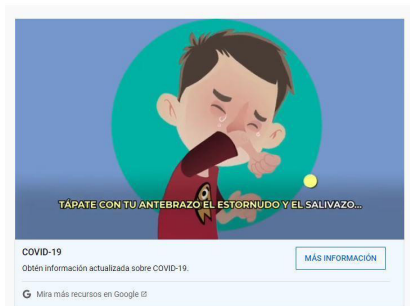 TÁPATE CON TU ANTEBRAZO EL ESTORNUDO Y EL SALIVAZO...
COVID-19
MÁS INFORMACIÓN
Obtén información actualizada sobre COVID-19.
G Mira más recursos en Google